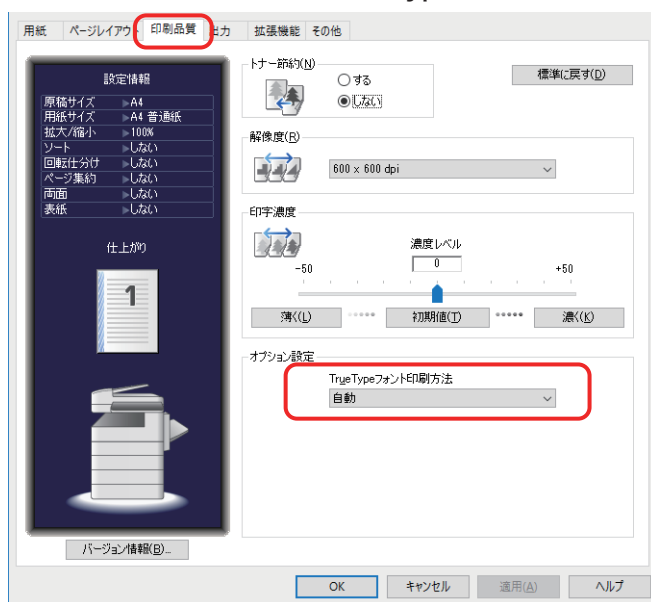 用紙 ページレイアウト 印刷品質 出力 拡張機能 その他
設定情報
原稿サイズ ▶A4
用紙サイズ ▶A4 普通紙
拡大/縮小 ▶100%
ソート ▶しない
回転仕分け ▶しない
ページ集約 ▶しない
両面 ▶しない
表紙 ▶しない
仕上がり
1
バージョン情報(B)...
トナー節約(N)
する
しない
標準に戻す(D)
解像度(R)
600 x 600 dpi
印字濃度
濃度レベル
-50 0 +50
薄く(L) 初期値(T) 濃く(K)
オプション設定
TrueTypeフォント印刷方法
自動
OK キャンセル 適用(A) ヘルプ